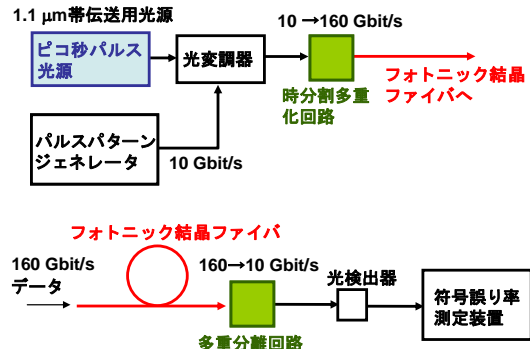 1.1 μm帯伝送用光源
10 →160 Gbit/s
ピコ秒パルス
光源
光変調器
時分割多重
化回路
フォトニック結晶
ファイバへ
パルスパターン
ジェネレータ
10 Gbit/s
フォトニック結晶ファイバ
160 Gbit/s
データ
160→10 Gbit/s
多重分離回路
光検出器
符号誤り率
測定装置